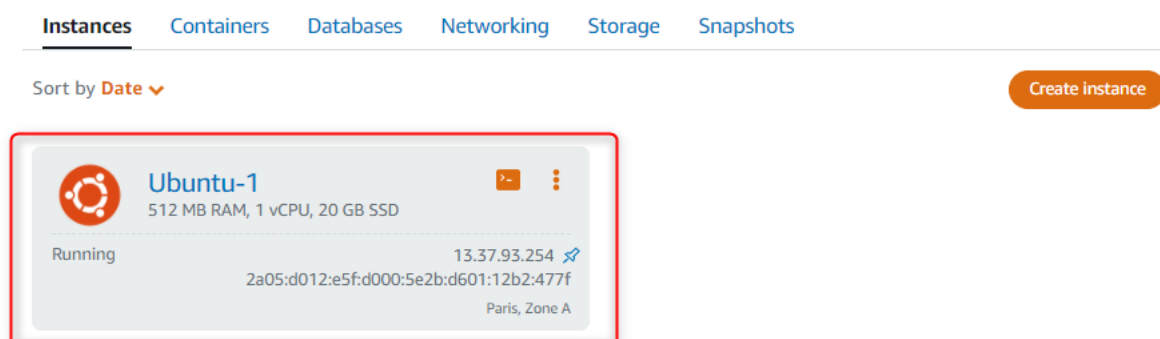 Instances Containers Databases Networking Storage Snapshots
Sort by Date
Create instance
Ubuntu-1
>-
512 MB RAM, 1 vCPU, 20 GB SSD
Running
13.37.93.254
2a05:d012:e5f:d000:5e2b:d601:12b2:477f
Paris, Zone A